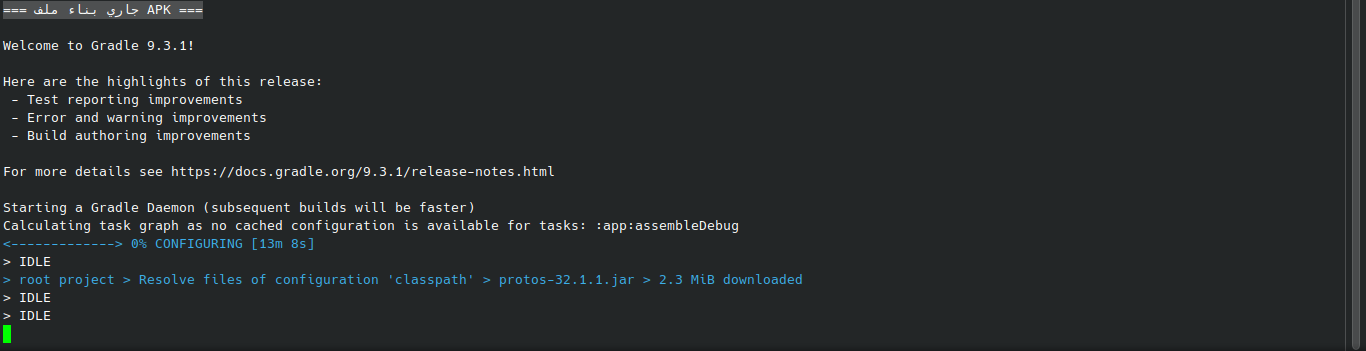 === جاري بناء ملف APK ===
Welcome to Gradle 9.3.1!
Here are the highlights of this release:
- Test reporting improvements
- Error and warning improvements
- Build authoring improvements
For more details see https://docs.gradle.org/9.3.1/release-notes.html
Starting a Gradle Daemon (subsequent builds will be faster)
Calculating task graph as no cached configuration is available for tasks: :app:assembleDebug
<-------------> 0% CONFIGURING [13m 8s]
> IDLE
> root project > Resolve files of configuration 'classpath' > protos-32.1.1.jar > 2.3 MiB downloaded
> IDLE
> IDLE